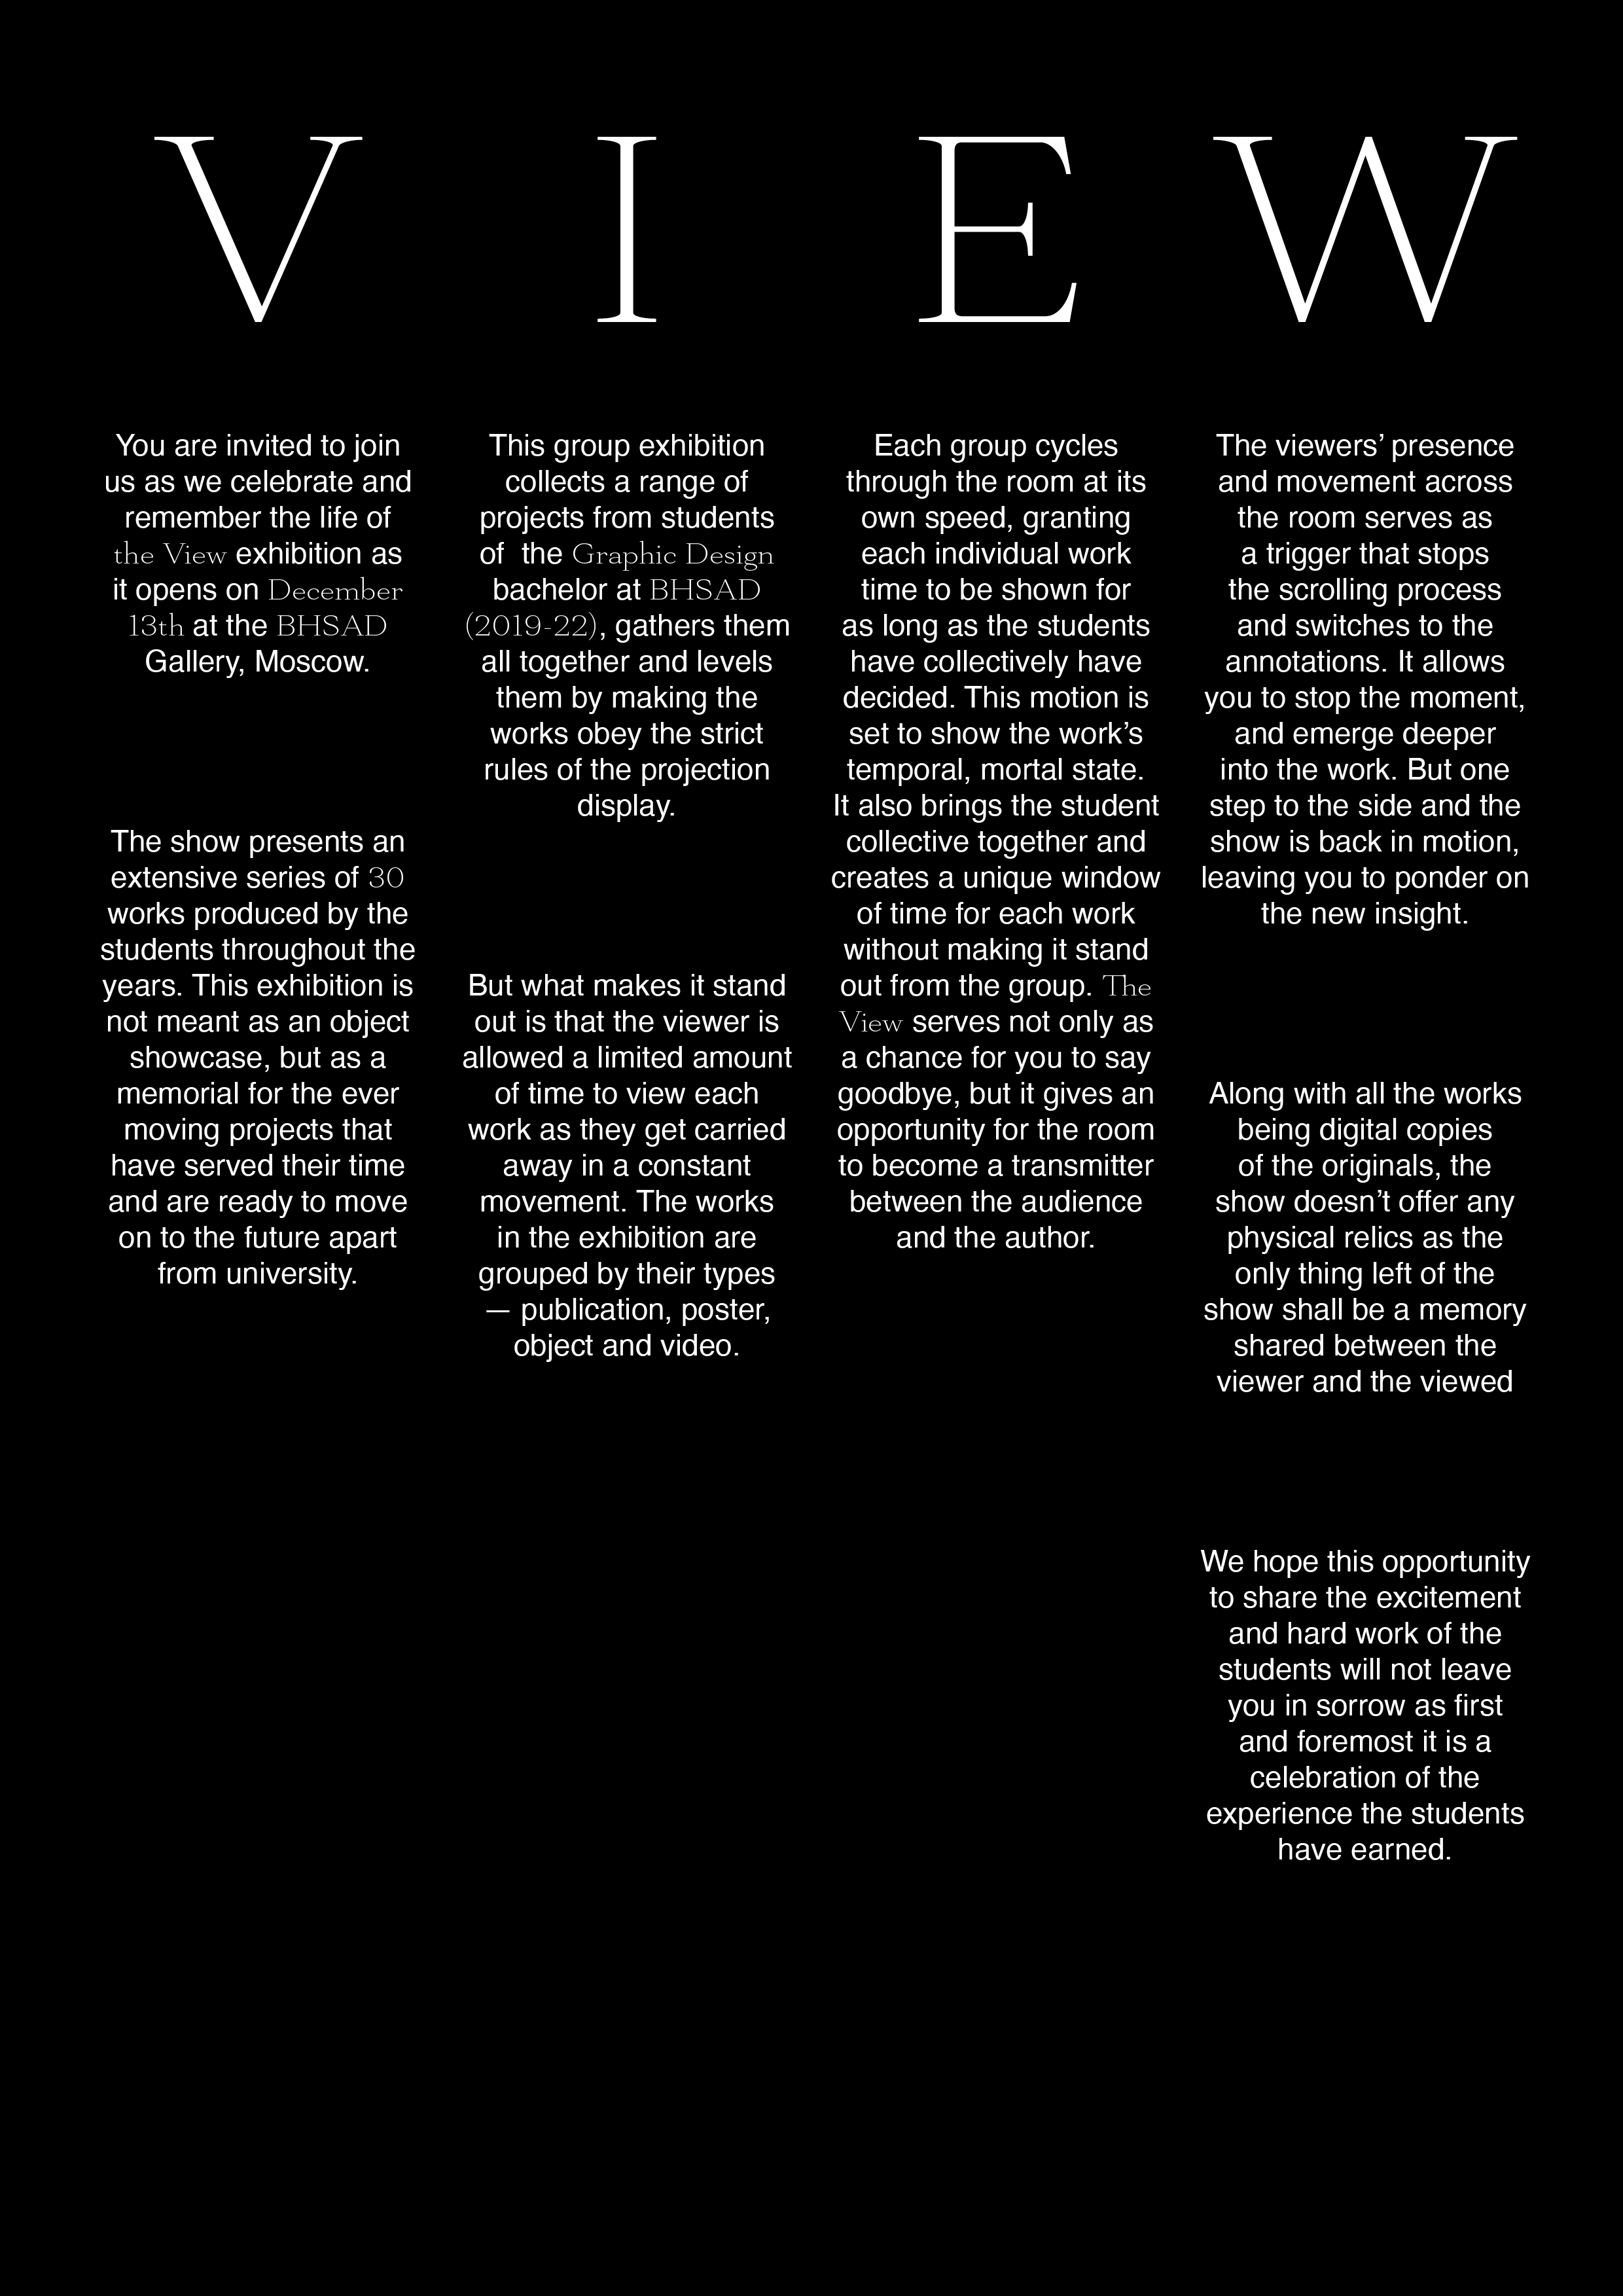 VIEW
You are invited to join
us as we celebrate and
remember the life of
the View exhibition as
it opens on December
13th at the BHSAD
Gallery, Moscow.
The show presents an
extensive series of 30
works produced by the
students throughout the
years. This exhibition is
not meant as an object
showcase, but as a
memorial for the ever
moving projects that
have served their time
and are ready to move
on to the future apart
from university.
This group exhibition
collects a range of
projects from students
of  the Graphic Design
bachelor at BHSAD
(2019-22), gathers them
all together and levels
them by making the
works obey the strict
rules of the projection
display.
But what makes it stand
out is that the viewer is
allowed a limited amount
of time to view each
work as they get carried
away in a constant
movement. The works
in the exhibition are
grouped by their types
— publication, poster,
object and video.
Each group cycles
through the room at its
own speed, granting
each individual work
time to be shown for
as long as the students
have collectively have
decided. This motion is
set to show the work’s
temporal, mortal state.
It also brings the student
collective together and
creates a unique window
of time for each work
without making it stand
out from the group. The
View serves not only as
a chance for you to say
goodbye, but it gives an
opportunity for the room
to become a transmitter
between the audience
and the author.
The viewers’ presence
and movement across
the room serves as
a trigger that stops
the scrolling process
and switches to the
annotations. It allows
you to stop the moment,
and emerge deeper
into the work. But one
step to the side and the
show is back in motion,
leaving you to ponder on
the new insight.
Along with all the works
being digital copies
of the originals, the
show doesn’t offer any
physical relics as the
only thing left of the
show shall be a memory
shared between the
viewer and the viewed
We hope this opportunity
to share the excitement
and hard work of the
students will not leave
you in sorrow as first
and foremost it is a
celebration of the
experience the students
have earned.